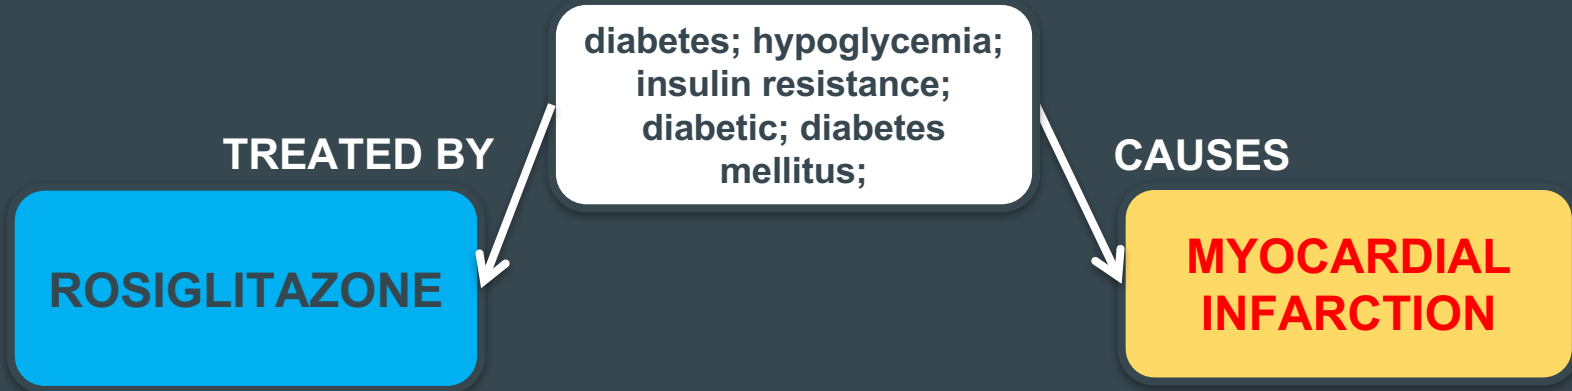 diabetes; hypoglycemia;
insulin resistance;
diabetic; diabetes
mellitus;
TREATED BY
CAUSES
ROSIGLITAZONE
MYOCARDIAL
INFARCTION